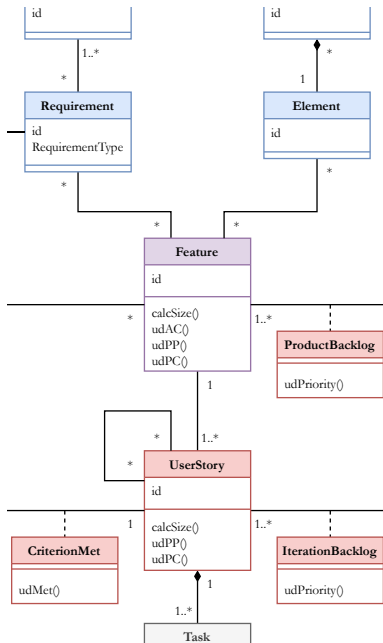 id
id
1..*
*
*
1
Requirement
Element
id
RequirementType
id
*
*
*
*
Feature
id
*
1..*
calcSize()
udAC()
udPP()
udPC()
ProductBacklog
udPriority()
1
*
1..*
*
UserStory
id
1
1..*
calcSize()
udPP()
udPC()
CriterionMet
udMet()
IterationBacklog
udPriority()
1
1..*
Task